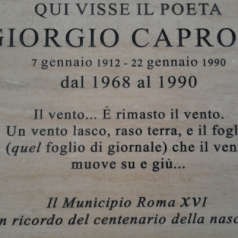 QUI VISSE IL POETA
GIORGIO CAPRO
7 gennaio 1912 - 22 gennaio 1990
dal 1968 al 1990
Il vento... È rimasto il vento.
Un vento lasco, raso terra, e il fogl
(quel foglio di giornale) che il ven
muove su e giù...
Il Municipio Roma XVI
n ricordo del centenario della nasc